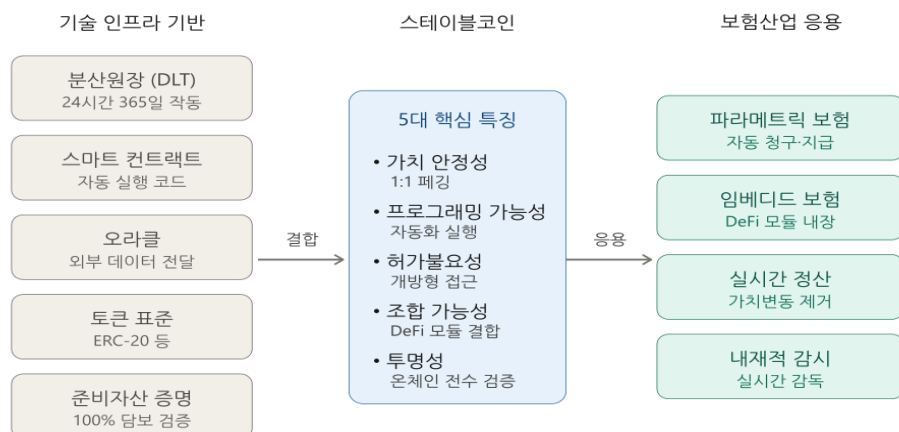 기술 인프라 기반
분산원장 (DLT)
24시간 365일 작동
스마트 컨트랙트
자동 실행 코드
오라클
외부 데이터 전달
토큰 표준
ERC-20 등
준비자산 증명
100% 담보 검증
결합
스테이블코인
5대 핵심 특징
• 가치 안정성
1:1 페깅
• 프로그래밍 가능성
자동화 실행
• 허가불요성
개방형 접근
• 조합 가능성
DeFi 모듈 결합
• 투명성
온체인 전수 검증
응용
보험산업 응용
파라메트릭 보험
자동 청구·지급
임베디드 보험
DeFi 모듈 내장
실시간 정산
가치변동 제거
내재적 감시
실시간 감독